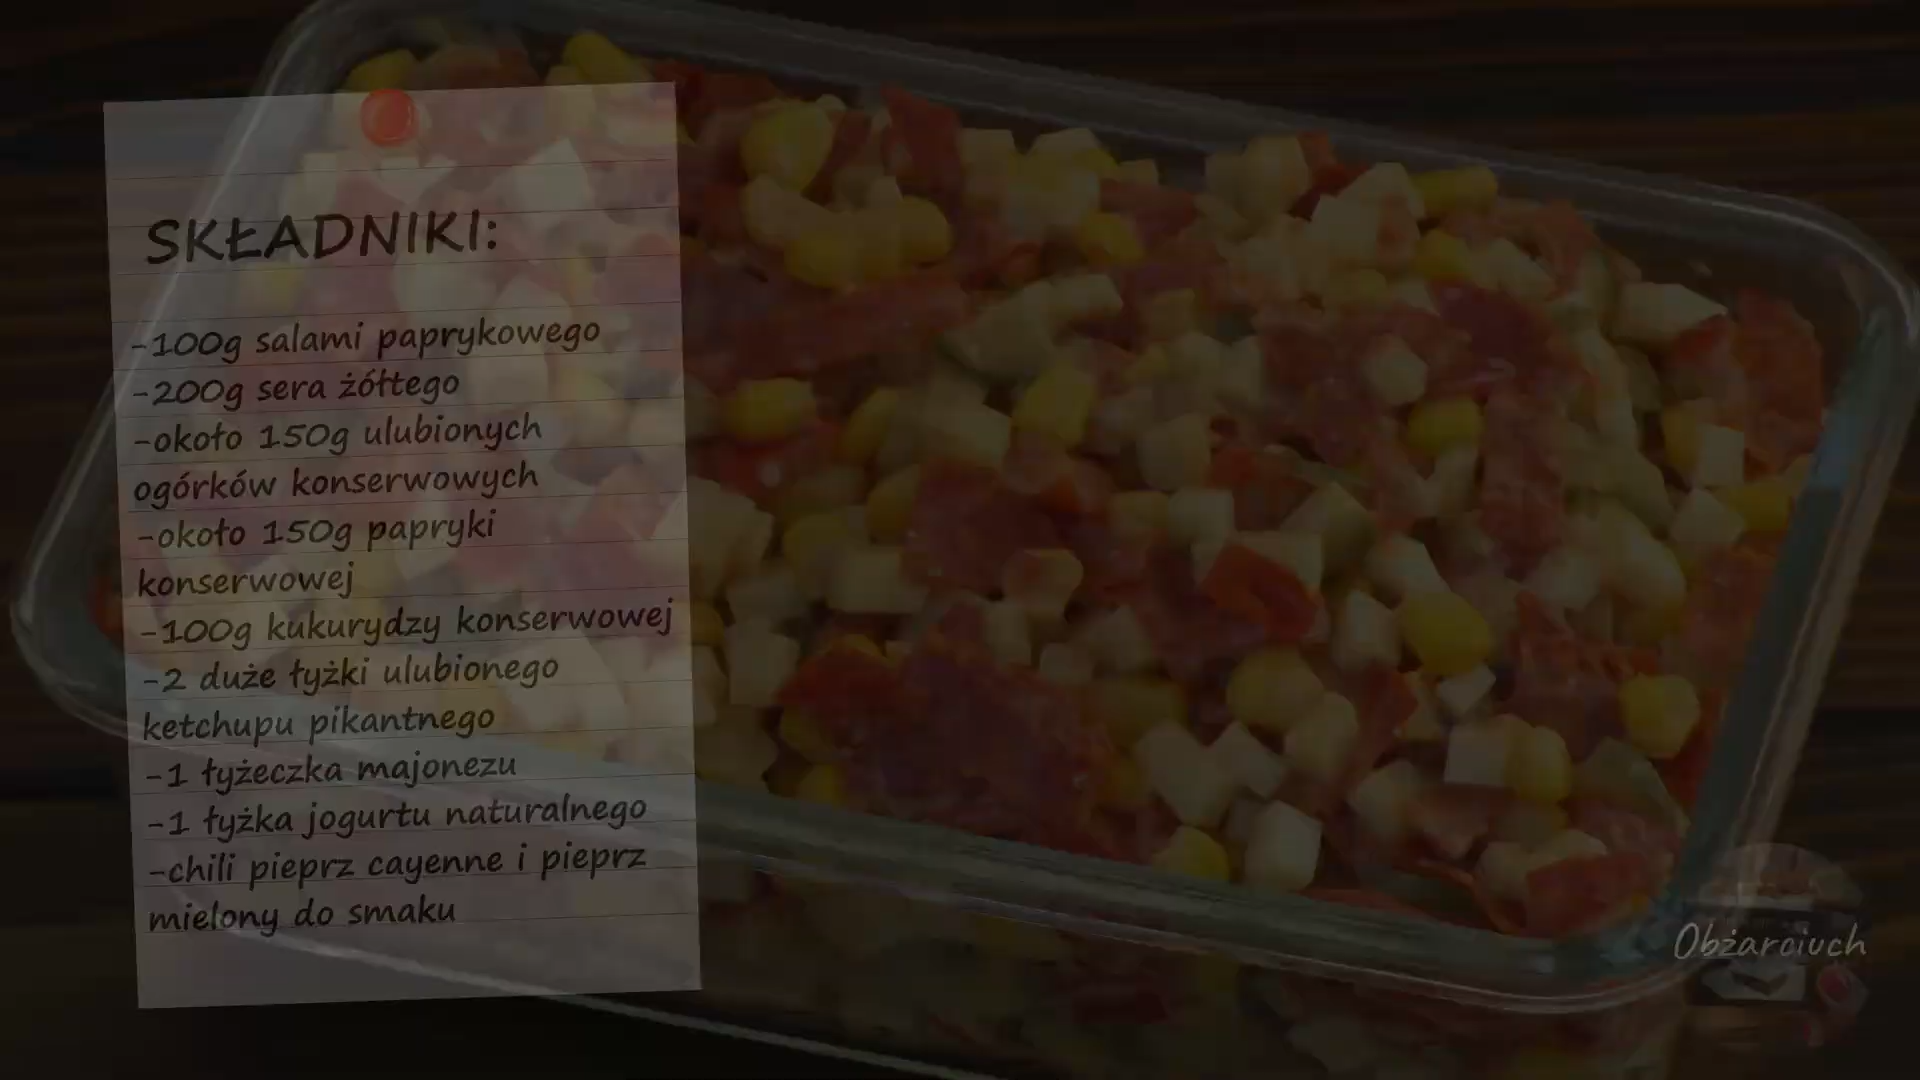 SKŁADNIKI:
-100g salami paprykowego
-200g sera żółtego
-około 150g ulubionych
ogórków konserwowych
-około 150g papryki
konserwowej
-100g kukurydzy konserwowej
-2 duże łyżki ulubionego
ketchupu pikantnego
-1 łyżeczka majonezu
-1 łyżka jogurtu naturalnego
-chili pieprz cayenne i pieprz
mielony do smaku
Obżarciuch